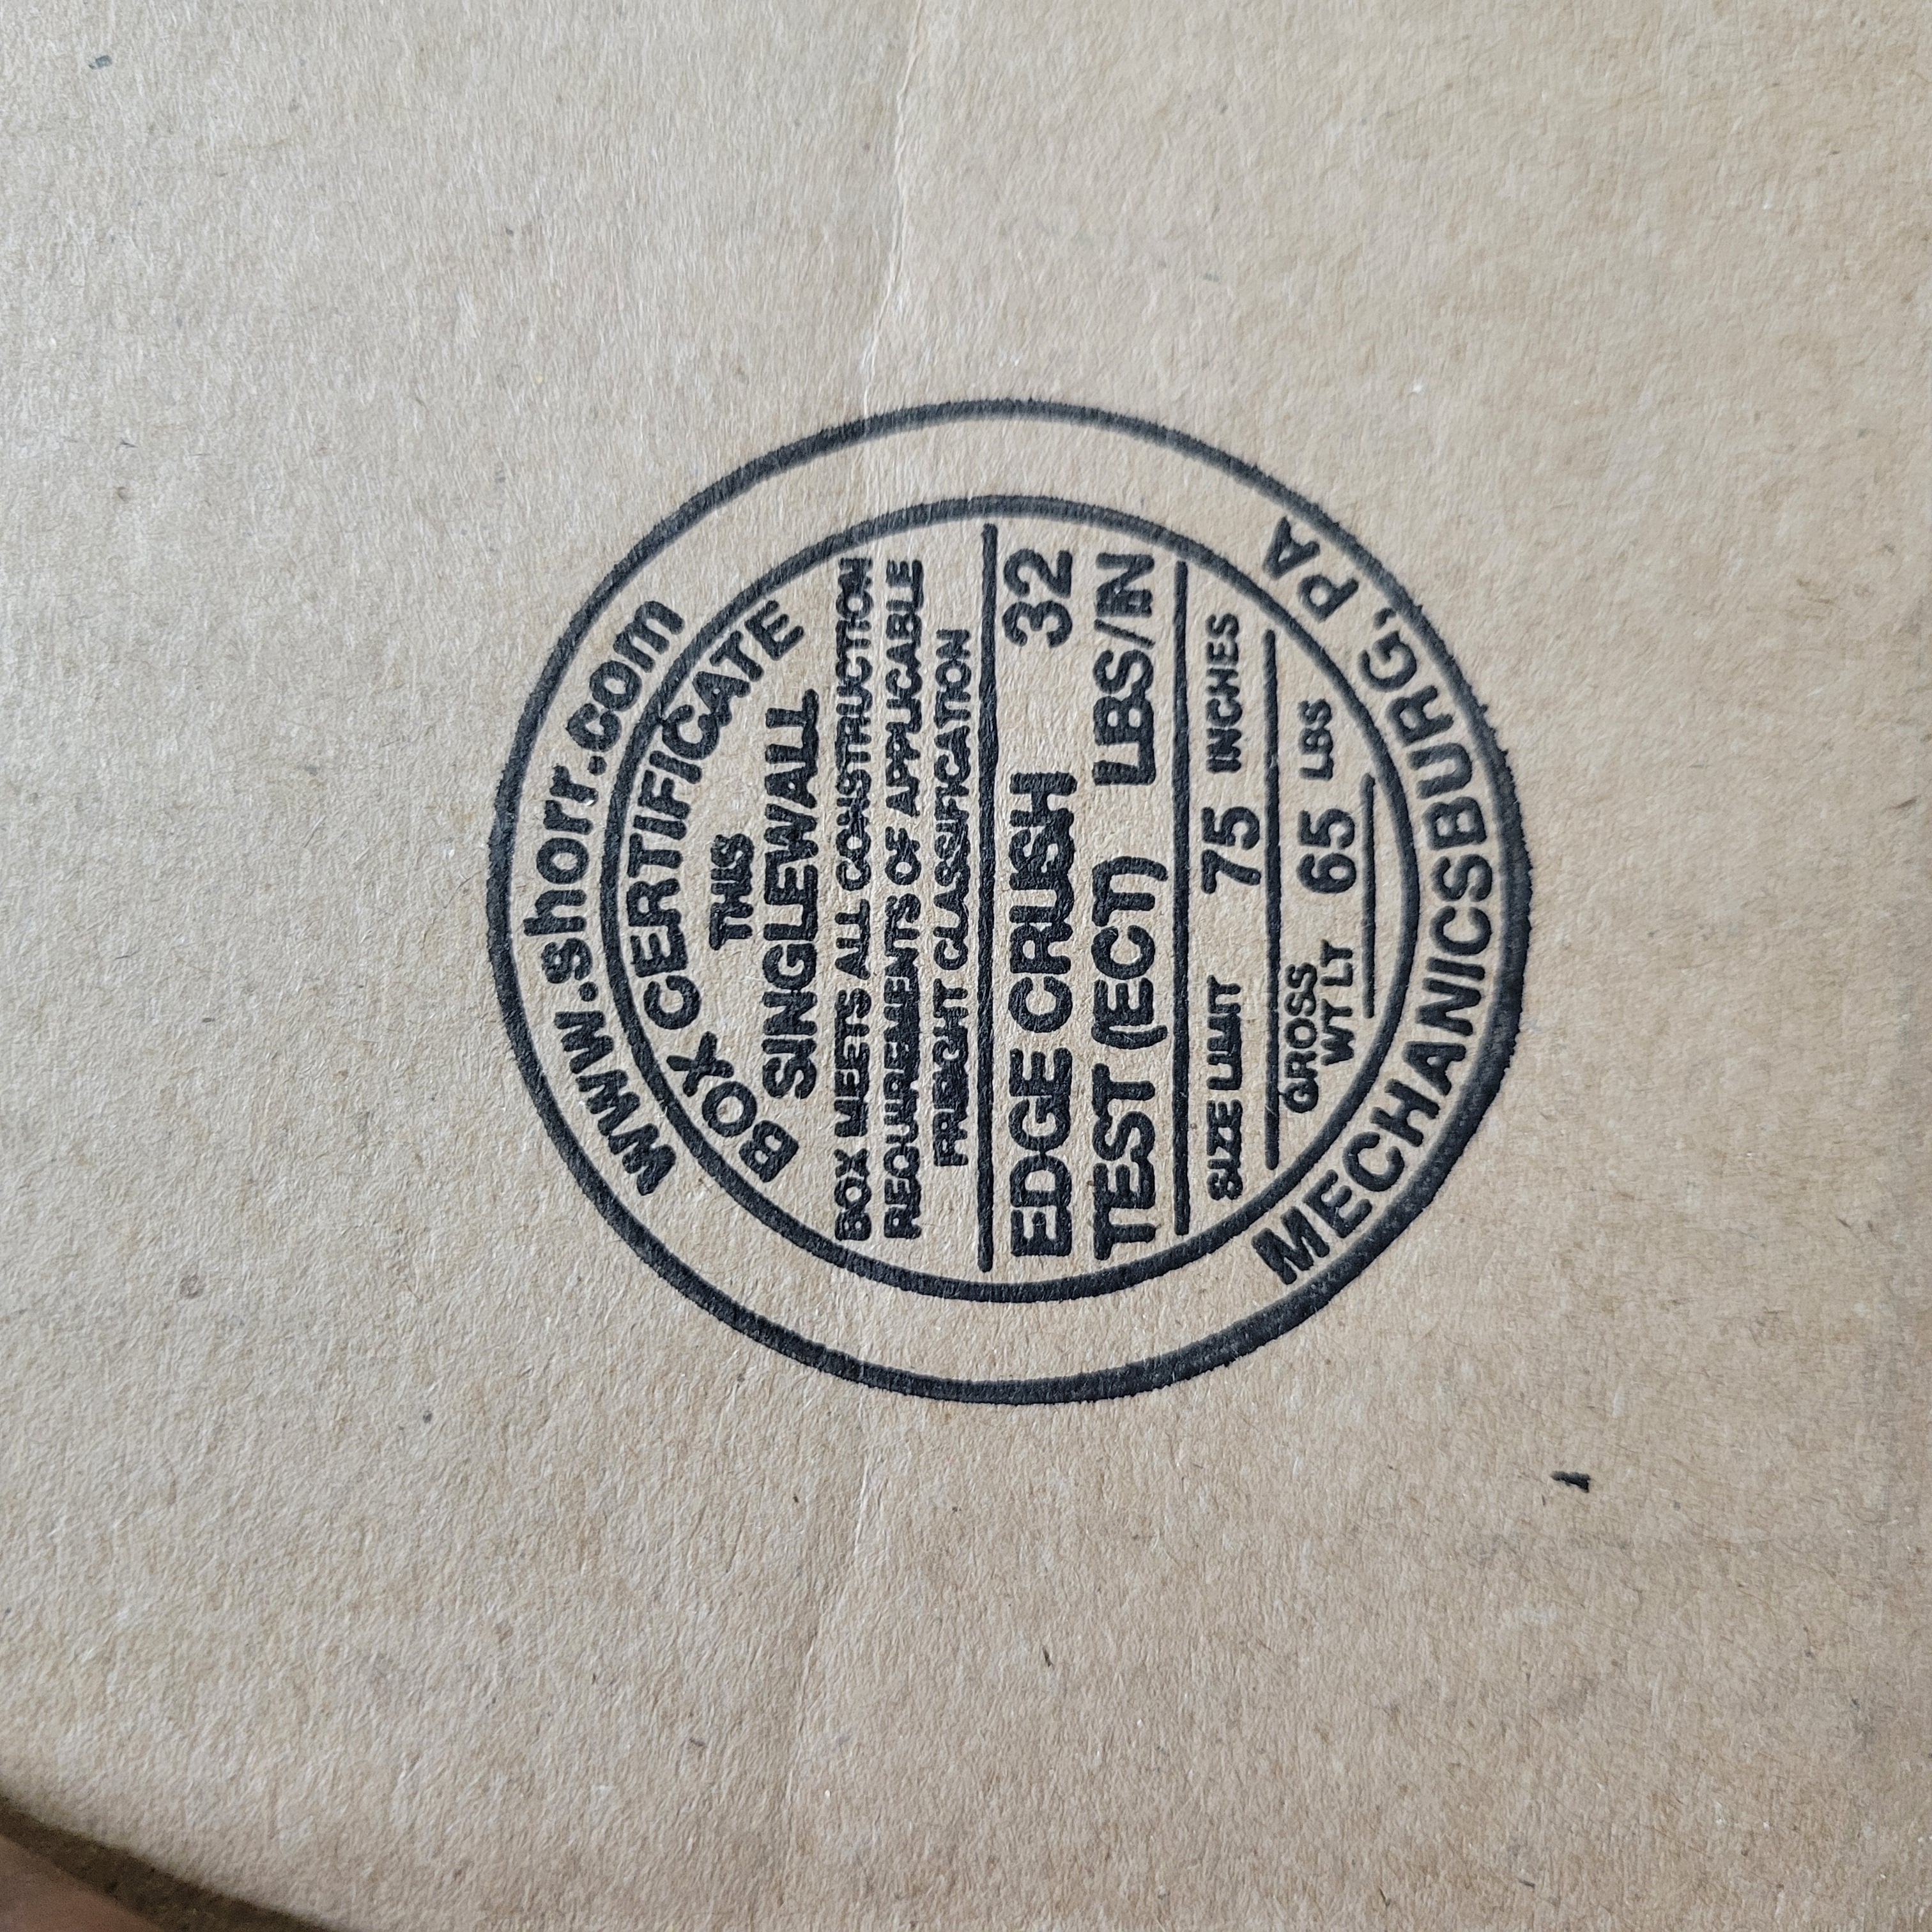 www.shorr.com
BOX CERTIFICATE
THIS
SINGLEWALL
BOX MEETS ALL CONSTRUCTION
REQUIREMENTS OF APPLICABLE
FREIGHT CLASSIFICATION
EDGE CRUSH 32
TEST (ECT) LBS/IN
SIZE LIMIT 75 INCHES
GROSS
WT LT 65 LBS
MECHANICSBURG, PA